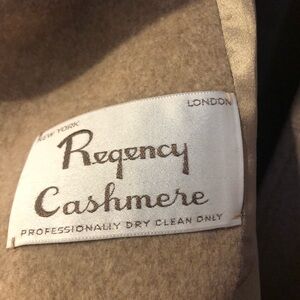 NEW YORK
LONDON
Regency
Cashmere
PROFESSIONALLY DRY CLEAN ONLY